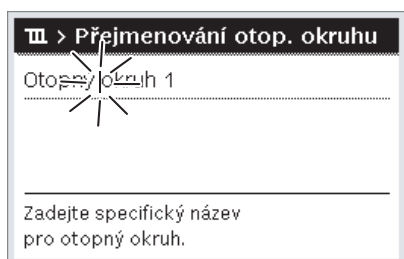 > Přejmenování otop. okruhu
Otopný okruh 1
Zadejte specifický název
pro otopný okruh.